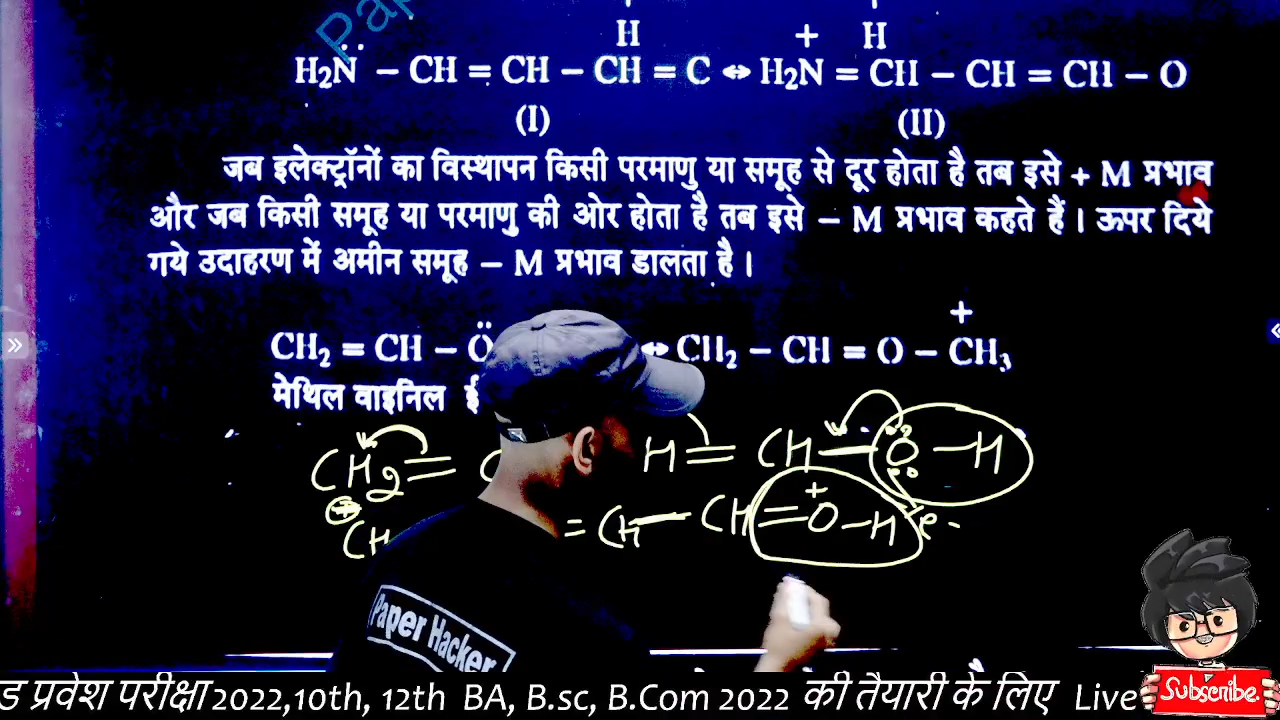 Pap
H + H
H₂N̈ – CH = CH – CH = C ↔ H₂N = CH – CH = CH – O
(I) (II)
जब इलेक्ट्रॉनों का विस्थापन किसी परमाणु या समूह से दूर होता है तब इसे + M प्रभाव
और जब किसी समूह या परमाणु की ओर होता है तब इसे – M प्रभाव कहते हैं । ऊपर दिये
गये उदाहरण में अमीन समूह – M प्रभाव डालता है ।
+
CH₂ = CH – Ö ↔ CH₂ – CH = O – CH₃
मेथिल वाइनिल ई
CH2 = C H = CH – O – H
+
CH = CH – CH = O – H e-
Paper Hacker
ड प्रवेश परीक्षा 2022,10th, 12th BA, B.sc, B.Com 2022 की तैयारी के लिए Live
Subscribe.